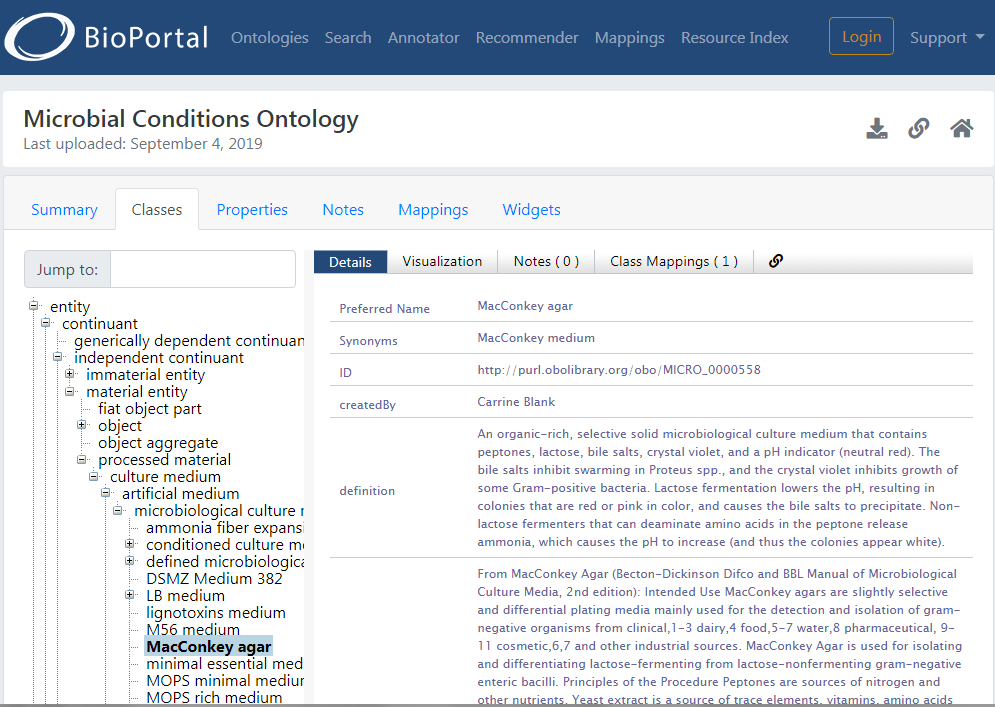 BioPortal Ontologies Search Annotator Recommender Mappings Resource Index Login Support
Microbial Conditions Ontology
Last uploaded: September 4, 2019
Summary Classes Properties Notes Mappings Widgets
Jump to:
entity
continuant
generically dependent continuan
independent continuant
immaterial entity
material entity
fiat object part
object
object aggregate
processed material
culture medium
artificial medium
microbiological culture r
ammonia fiber expansi
conditioned culture me
defined microbiologica
DSMZ Medium 382
LB medium
lignotoxins medium
M56 medium
MacConkey agar
minimal essential med
MOPS minimal mediur
MOPS rich medium
Details Visualization Notes ( 0 ) Class Mappings ( 1 )
Preferred Name MacConkey agar
Synonyms MacConkey medium
ID http://purl.obolibrary.org/obo/MICRO_0000558
createdBy Carrine Blank
definition
An organic-rich, selective solid microbiological culture medium that contains
peptones, lactose, bile salts, crystal violet, and a pH indicator (neutral red). The
bile salts inhibit swarming in Proteus spp., and the crystal violet inhibits growth of
some Gram-positive bacteria. Lactose fermentation lowers the pH, resulting in
colonies that are red or pink in color, and causes the bile salts to precipitate. Non-
lactose fermenters that can deaminate amino acids in the peptone release
ammonia, which causes the pH to increase (and thus the colonies appear white).
From MacConkey Agar (Becton-Dickinson Difco and BBL Manual of Microbiological
Culture Media, 2nd edition): Intended Use MacConkey agars are slightly selective
and differential plating media mainly used for the detection and isolation of gram-
negative organisms from clinical,1-3 dairy,4 food,5-7 water,8 pharmaceutical, 9-
11 cosmetic,6,7 and other industrial sources. MacConkey Agar is used for isolating
and differentiating lactose-fermenting from lactose-nonfermenting gram-negative
enteric bacilli. Principles of the Procedure Peptones are sources of nitrogen and
other nutrients. Yeast extract is a source of trace elements, vitamins, amino acids